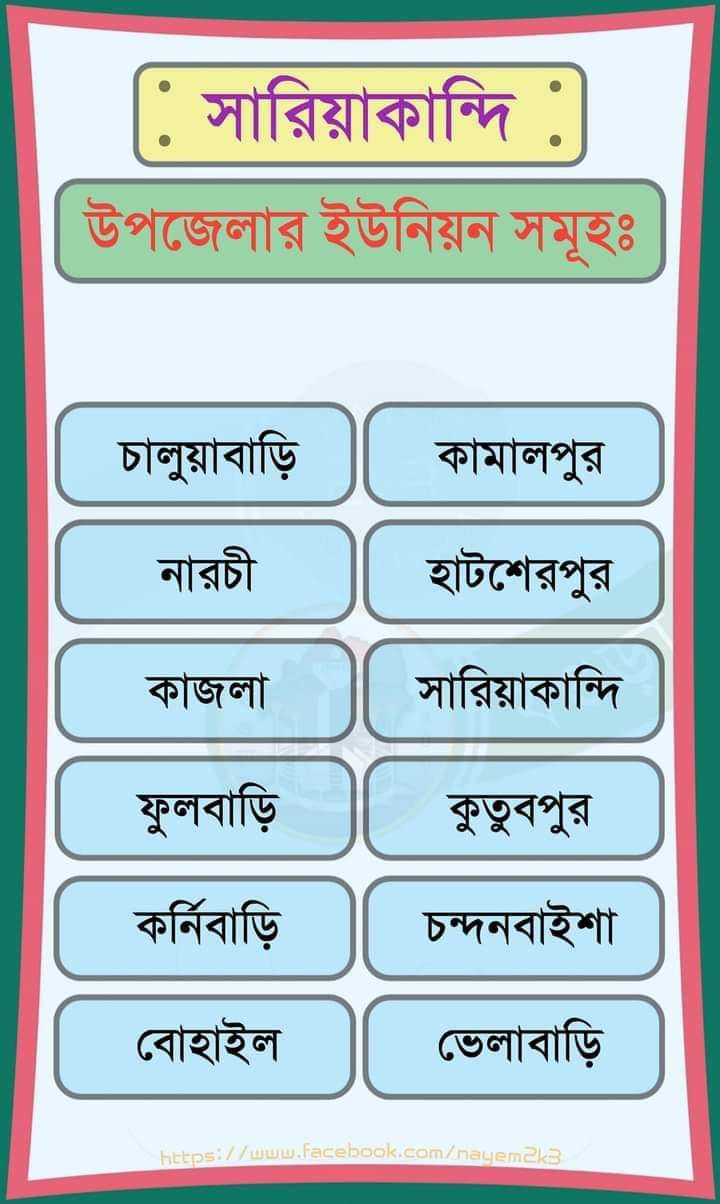 সারিয়াকান্দি
উপজেলার ইউনিয়ন সমূহঃ
চালুয়াবাড়ি কামালপুর
নারচী হাটশেরপুর
কাজলা সারিয়াকান্দি
ফুলবাড়ি কুতুবপুর
কর্নিবাড়ি চন্দনবাইশা
বোহাইল ভেলাবাড়ি
https://www.facebook.com/nayem2k3